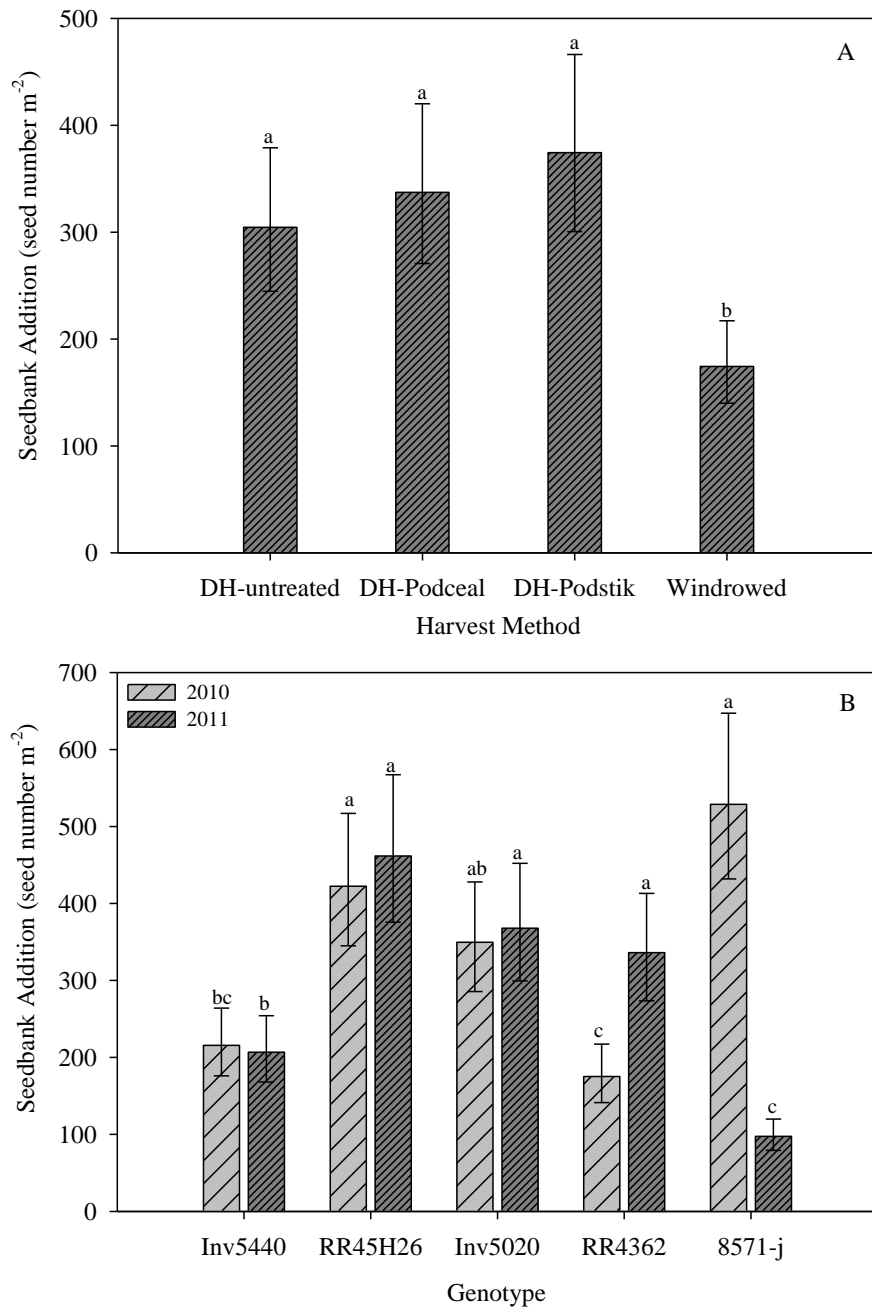 500
A
a
a
a
400
300
b
200
100
0
Seedbank Addition (seed number m-2)
DH-untreated DH-Podceal DH-Podstik Windrowed
Harvest Method
700
2010
2011
B
a
600
a
a
500
ab
a
a
400
bc
b
300
c
200
c
100
0
Seedbank Addition (seed number m-2)
Inv5440 RR45H26 Inv5020 RR4362 8571-j
Genotype